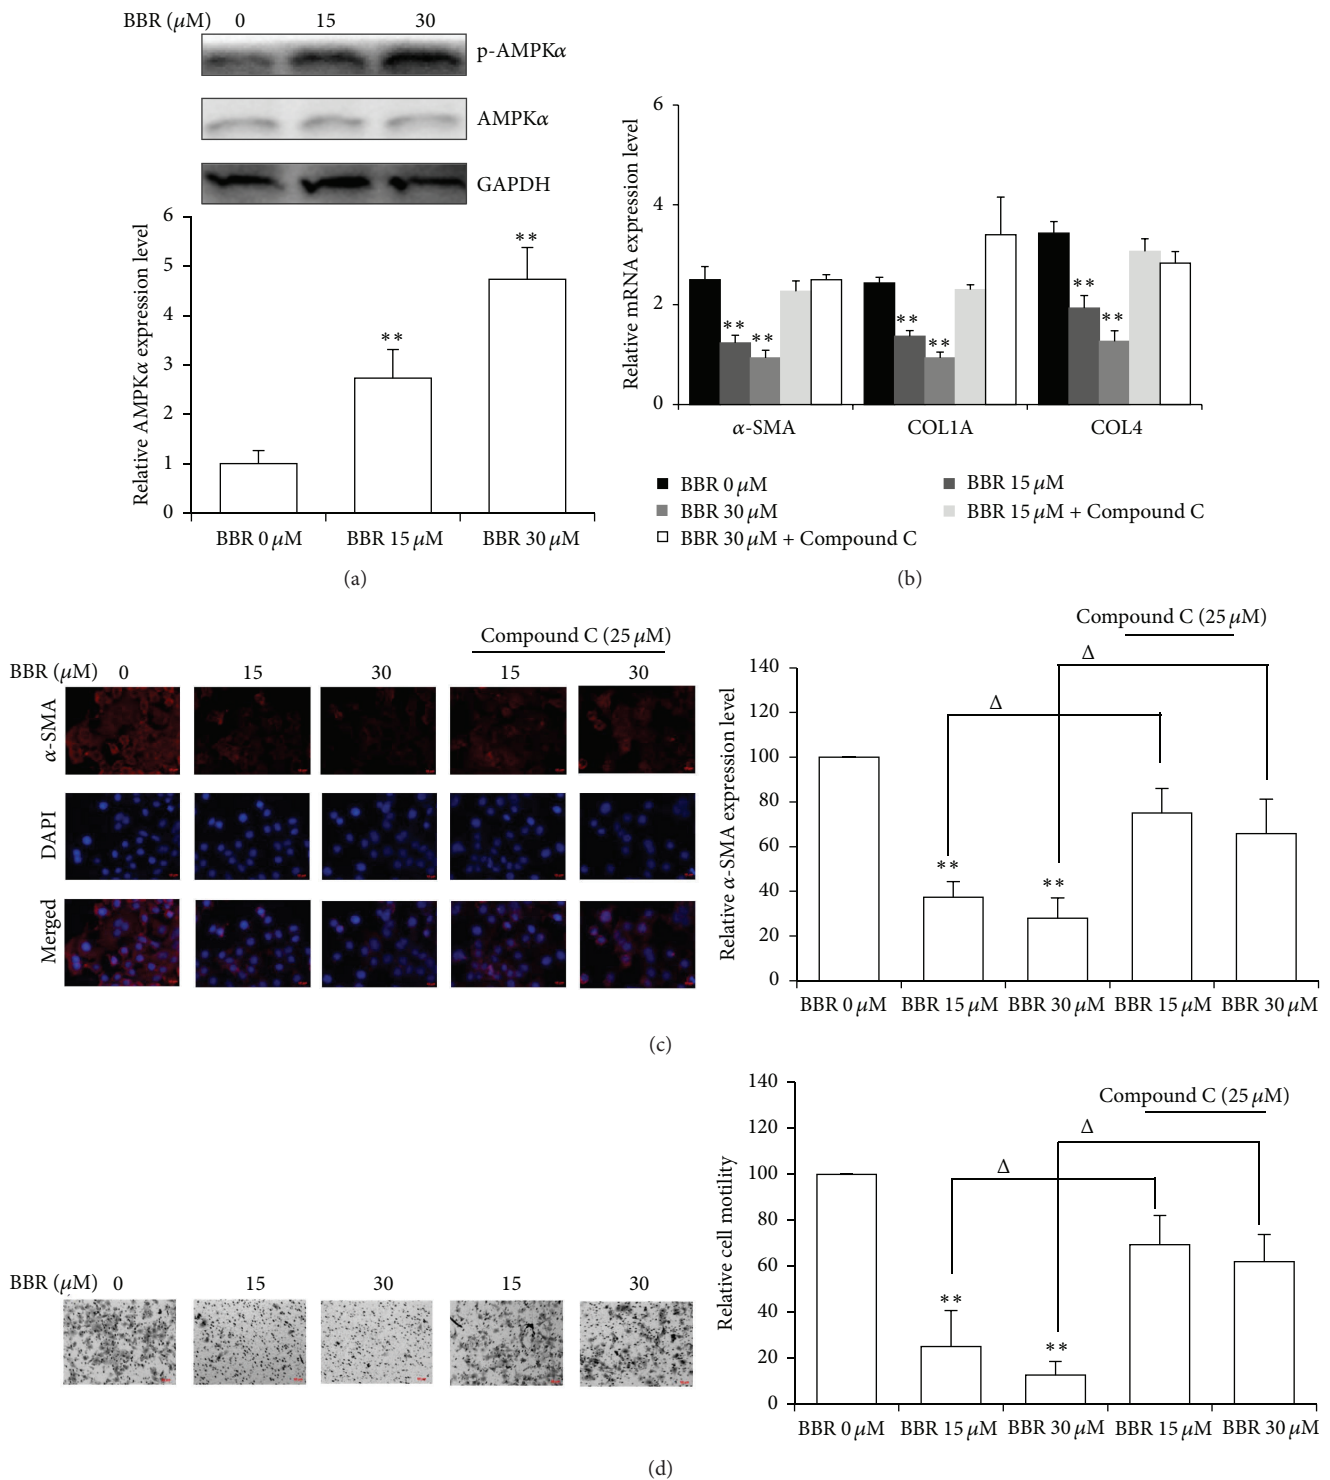 BBR (μM) 0 15 30
p-AMPKα
AMPKα
GAPDH
Relative AMPKα expression level
6
5
4
3
2
1
0
**
**
BBR 0 μM BBR 15 μM BBR 30 μM
(a)
Relative mRNA expression level
6
4
2
0
** ** ** ** ** **
α-SMA COL1A COL4
BBR 0 μM BBR 15 μM
BBR 30 μM BBR 15 μM + Compound C
BBR 30 μM + Compound C
(b)
Compound C (25 μM)
BBR (μM) 0 15 30 15 30
α-SMA
DAPI
Merged
Compound C (25 μM)
Relative α-SMA expression level
140
120
100
80
60
40
20
0
Δ
Δ
**
**
BBR 0 μM BBR 15 μM BBR 30 μM BBR 15 μM BBR 30 μM
(c)
BBR (μM) 0 15 30 15 30
Compound C (25 μM)
Relative cell motility
140
120
100
80
60
40
20
0
Δ
Δ
**
**
BBR 0 μM BBR 15 μM BBR 30 μM BBR 15 μM BBR 30 μM
(d)